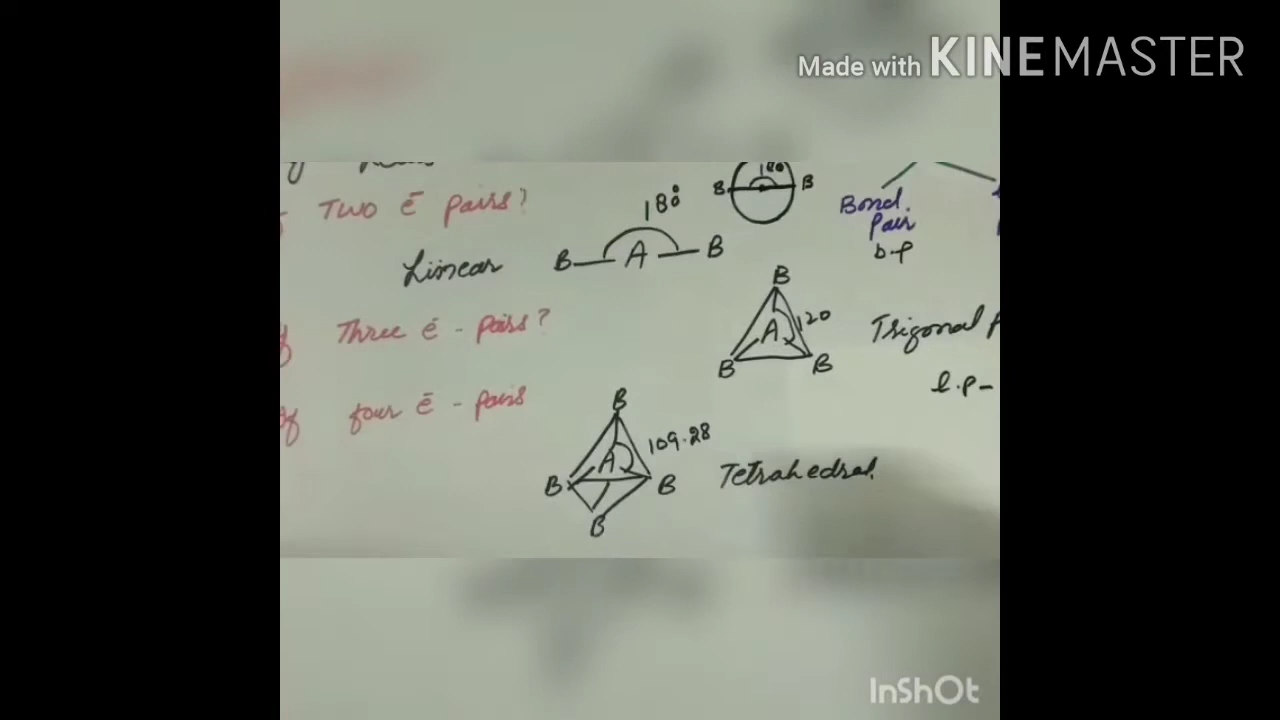 Made with KINEMASTER
Two ē pairs?
180°
B
180
B
Bond.
Pair
b.p
Linear
B A B
Three ē - pairs?
B
A
120
B
B
Trigonal
l.p-
of four ē - pairs
B
A
109.28
B
B
B
Tetrahedral.
InShOt